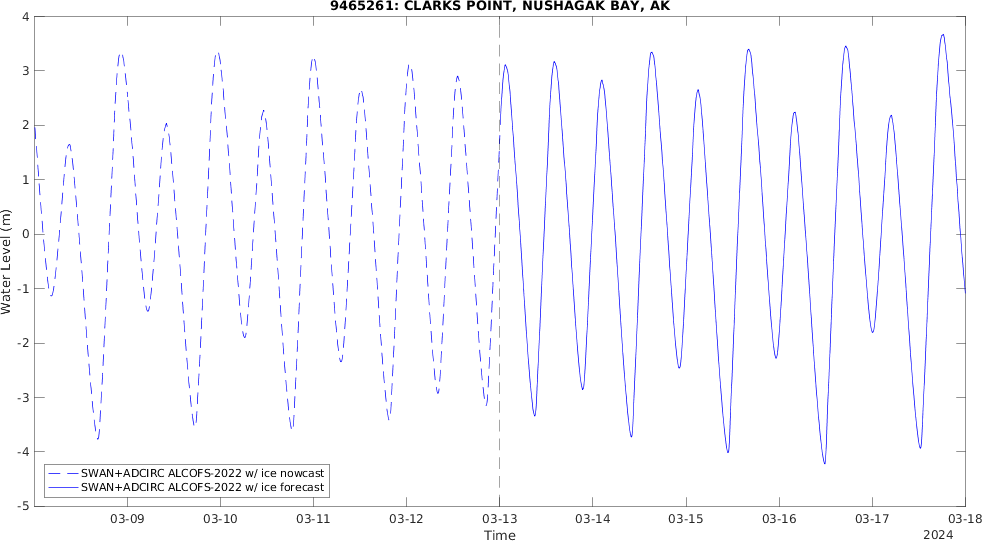 9465261: CLARKS POINT, NUSHAGAK BAY, AK
Water Level (m)
4
3
2
1
0
-1
-2
-3
-4
-5
SWAN+ADCIRC ALCOFS-2022 w/ ice nowcast
SWAN+ADCIRC ALCOFS-2022 w/ ice forecast
03-09 03-10 03-11 03-12 03-13 03-14 03-15 03-16 03-17 03-18
Time
2024